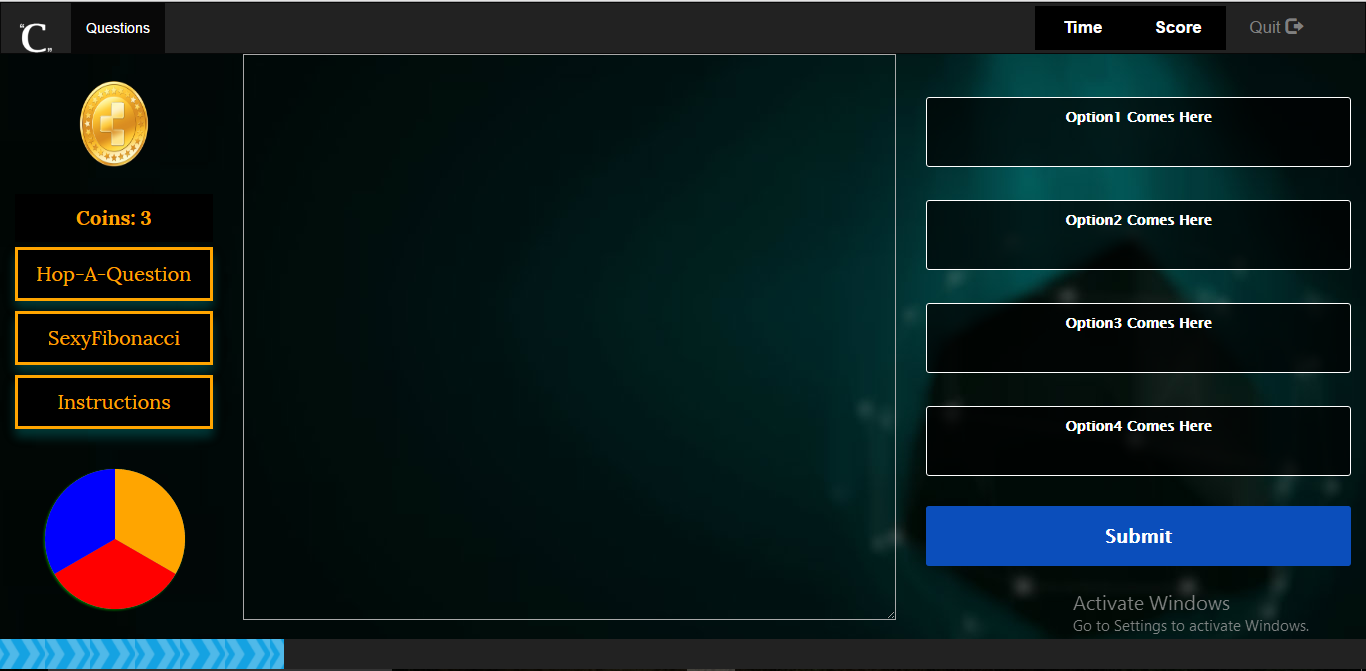 “C„
Questions
Time
Score
Quit
Coins: 3
Hop-A-Question
SexyFibonacci
Instructions
Option1 Comes Here
Option2 Comes Here
Option3 Comes Here
Option4 Comes Here
Submit
Activate Windows
Go to Settings to activate Windows.